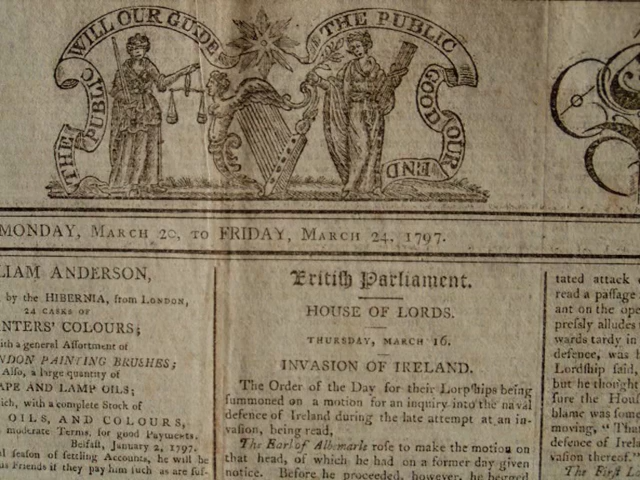 THE PUBLIC WILL OUR GUIDE
THE PUBLIC GOOD OUR END
MONDAY, MARCH 20, TO FRIDAY, MARCH 24, 1797.
LIAM ANDERSON,
by the HIBERNIA, from LONDON,
24 CASKS OF
NTERS' COLOURS;
ith a general Assortment of
NDON PAINTING BRUSHES;
Also, a large quantity of
APE AND LAMP OILS;
ich, with a complete Stock of
OILS, AND COLOURS,
moderate Terms, for good Payments.
Belfast, January 2, 1797.
al season of settling Accounts, he will be
us Friends if they pay him such as are suf-
British Parliament.
HOUSE OF LORDS.
THURSDAY, MARCH 16.
INVASION OF IRELAND.
The Order of the Day for their Lordships being
summoned on a motion for an inquiry into the naval
defence of Ireland during the late attempt at an in-
vasion, being read,
The Earl of Albemarle rose to make the motion on
that head, of which he had on a former day given
notice. Before he proceeded, however, he begged
tated attack
read a passage
ant on the ope
pressly alludes
wards tardy in
defence, was
Lordship said,
but he thought
sure the Hous
blame was som
moving, "That
defence of Irela
vasion thereof."
The First L